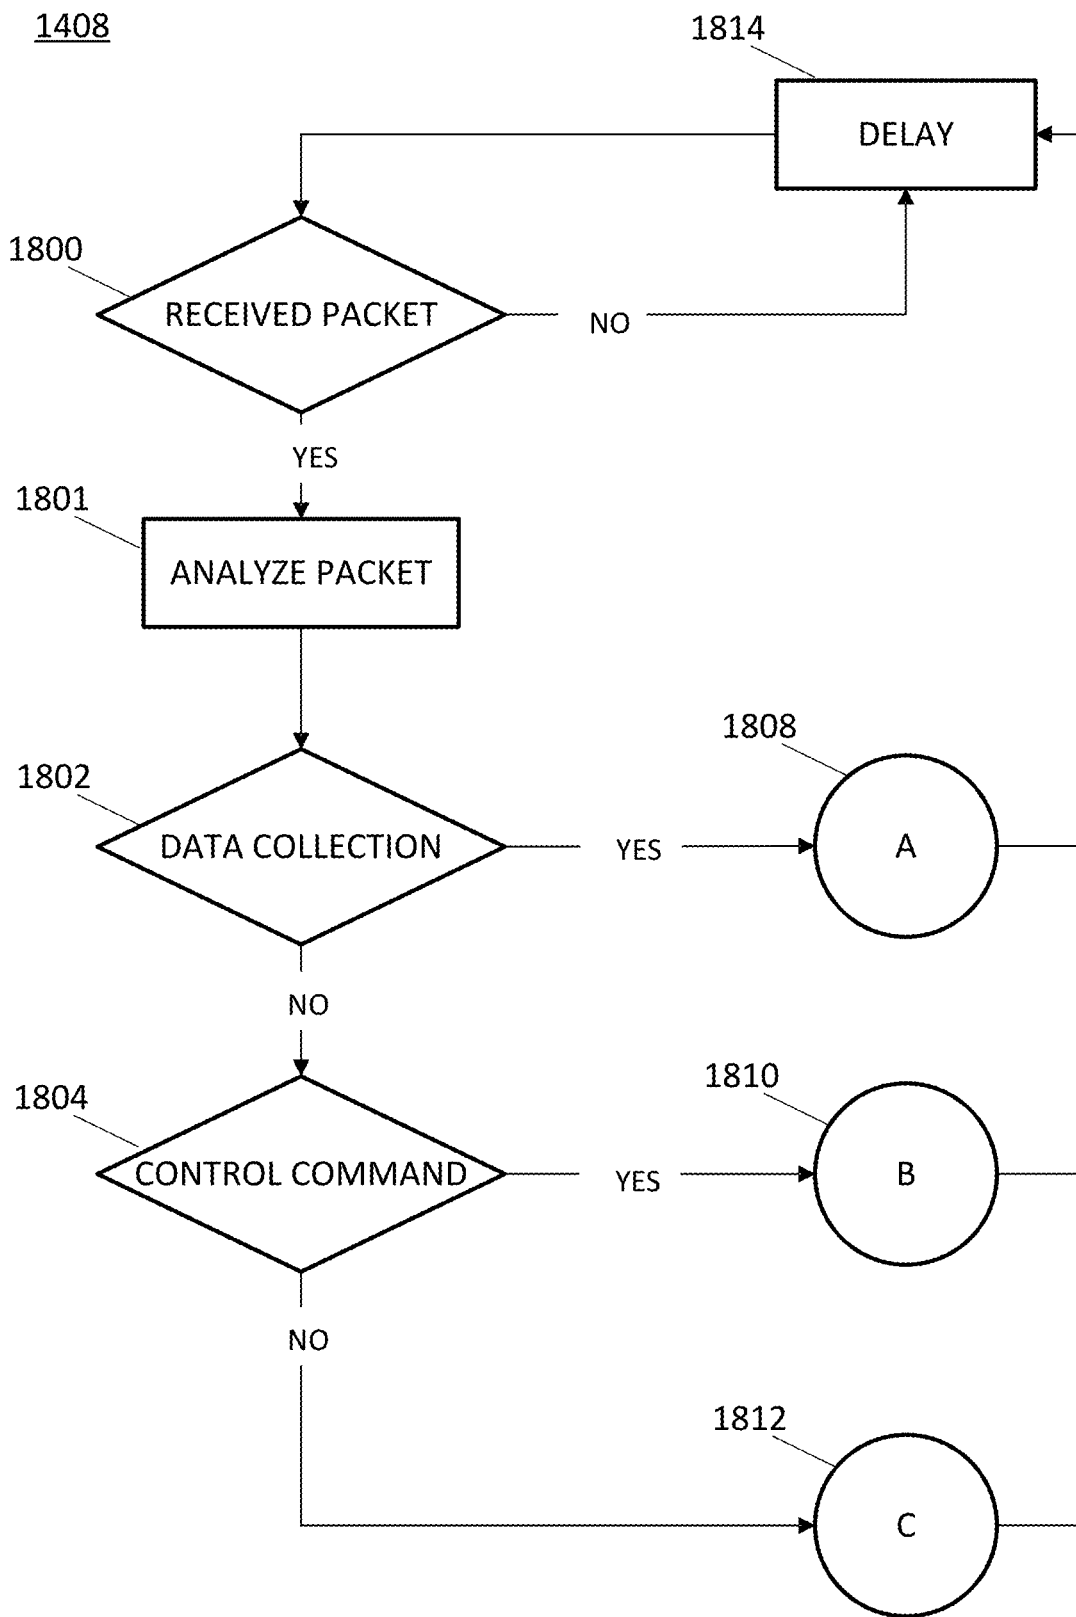 1408
1814
DELAY
1800
RECEIVED PACKET
NO
YES
1801
ANALYZE PACKET
1808
1802
DATA COLLECTION
YES
A
NO
1810
1804
CONTROL COMMAND
YES
B
NO
1812
C